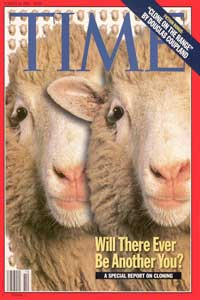 "CLONE ON THE RANGE"
BY DOUGLAS COUPLAND
TIME
Will There Ever
Be Another You?
A SPECIAL REPORT ON CLONING